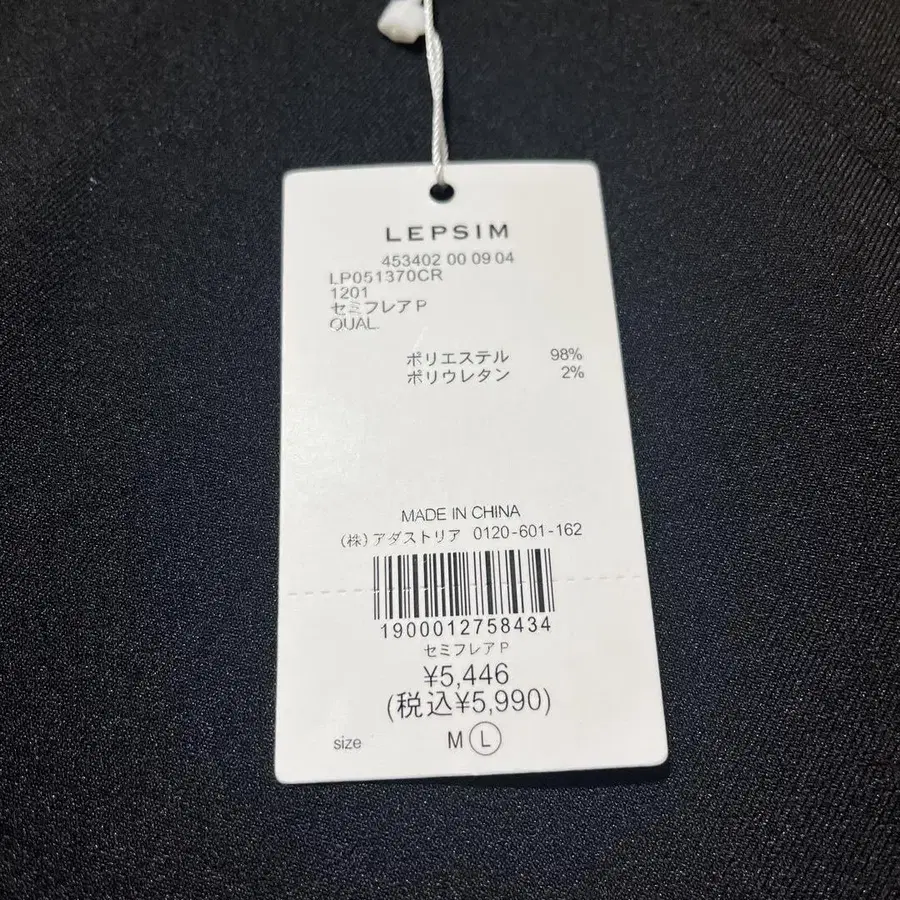 LEPSIM
453402 00 09 04
LP051370CR
1201
セミフレアP
QUAL.
ポリエステル 98%
ポリウレタン 2%
MADE IN CHINA
(株)アダストリア 0120-601-162
1900012758434
セミフレアP
¥5,446
(税込¥5,990)
size M L